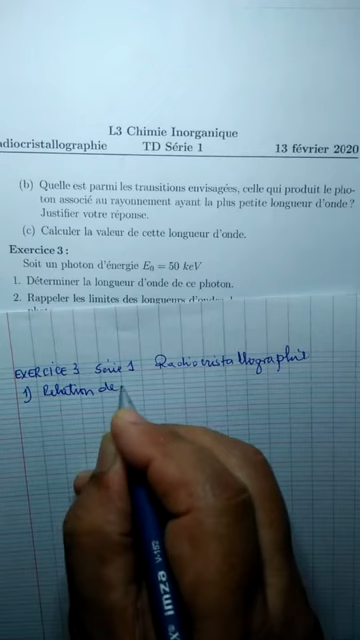 L3 Chimie Inorganique
adiocristallographie TD Série 1 13 février 2020
(b) Quelle est parmi les transitions envisagées, celle qui produit le pho-
ton associé au rayonnement ayant la plus petite longueur d'onde ?
Justifier votre réponse.
(c) Calculer la valeur de cette longueur d'onde.
Exercice 3 :
Soit un photon d'énergie E₀ = 50 keV
1. Déterminer la longueur d'onde de ce photon.
2. Rappeler les limites des longueurs d'ondes
EXERCICE 3 Série 1 Radiocristallographie
1) Relation de
imza V-152